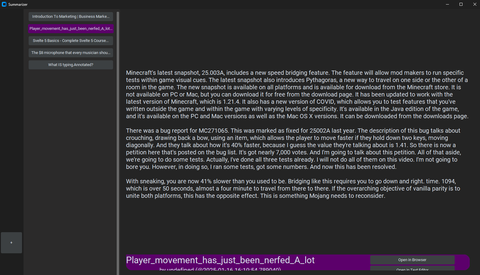 Summarizer
Introduction To Marketing | Business Marke...
Player_movement_has_just_been_nerfed_A_lot...
Svelte 5 Basics - Complete Svelte 5 Course...
The $8 microphone that every musician shou...
What IS typing.Annotated?
Minecraft's latest snapshot, 25.003A, includes a new speed bridging feature. The feature will allow mod makers to run specific
tests within game visual cues. The latest snapshot also introduces Pythagoras, a new way to travel on one side or the other of a
room in the game. The new snapshot is available on all platforms and is available for download from the Minecraft store. It is
not available on PC or Mac, but you can download it for free from the download page. It has been updated to work with the
latest version of Minecraft, which is 1.21.4. It also has a new version of COVID, which allows you to test features that you've
written outside the game and within the game with varying levels of specificity. It's available in the Java edition of the game,
and it's available on the PC and Mac versions as well as the Mac OS X versions. It can be downloaded from the downloads page.
There was a bug report for MC271065. This was marked as fixed for 25002A last year. The description of this bug talks about
crouching, drawing back a bow, using an item, which allows the player to move faster if they hold down two keys, moving
diagonally. And they talk about how it's 40% faster, because I guess the value they're talking about is 1.41. So there is now a
petition here that's posted on the bug list. It's got nearly 7,000 votes. And I'm going to talk about this petition. All of that aside,
we're going to do some tests. Actually, I've done all three tests already. I will not do all of them on this video. I'm not going to
bore you. However, in doing so, I ran some tests, got some numbers. And now this has been resolved.
With sneaking, you are now 41% slower than you used to be. Bridging like this requires you to go down and right. time. 1094,
which is over 50 seconds, almost a four minute to travel from there to there. If the overarching objective of vanilla parity is to
unite both platforms, this has the opposite effect. This is something Mojang needs to reconsider.
+
Player_movement_has_just_been_nerfed_A_lot
Open in Browser
by undefined (@2025-01-16 16:10:54.789040)
Open in Text Editor